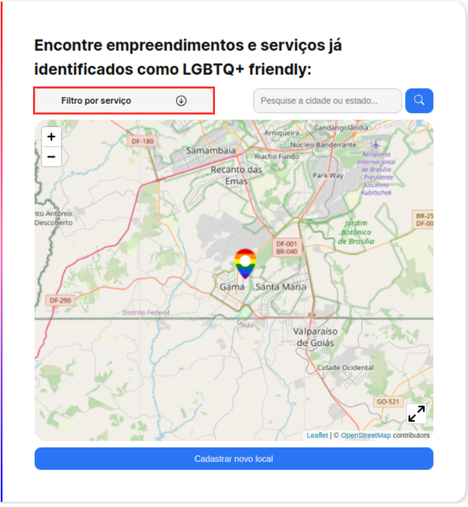 Encontre empreendimentos e serviços já
identificados como LGBTQ+ friendly:
Filtro por serviço
Pesquise a cidade ou estado...
+
−
DF-180
Samambaia
Arniqueira
Candangolândia
Núcleo Bandeirante
Riacho Fundo
Recanto das
Emas
Park Way
Aeroporto
Internacional
de Brasília
- Presidente
Juscelino
Kubitschek
nto Antônio
Descoberto
Jardim
Botânico
de Brasília
BR-25
DF-00
DF-001
BR-040
Gama
Santa Maria
DF-290
Distrito Federal
Goiás
Valparaíso
de Goiás
Cidade Ocidental
GO-521
Leaflet | © OpenStreetMap contributors
Cadastrar novo local